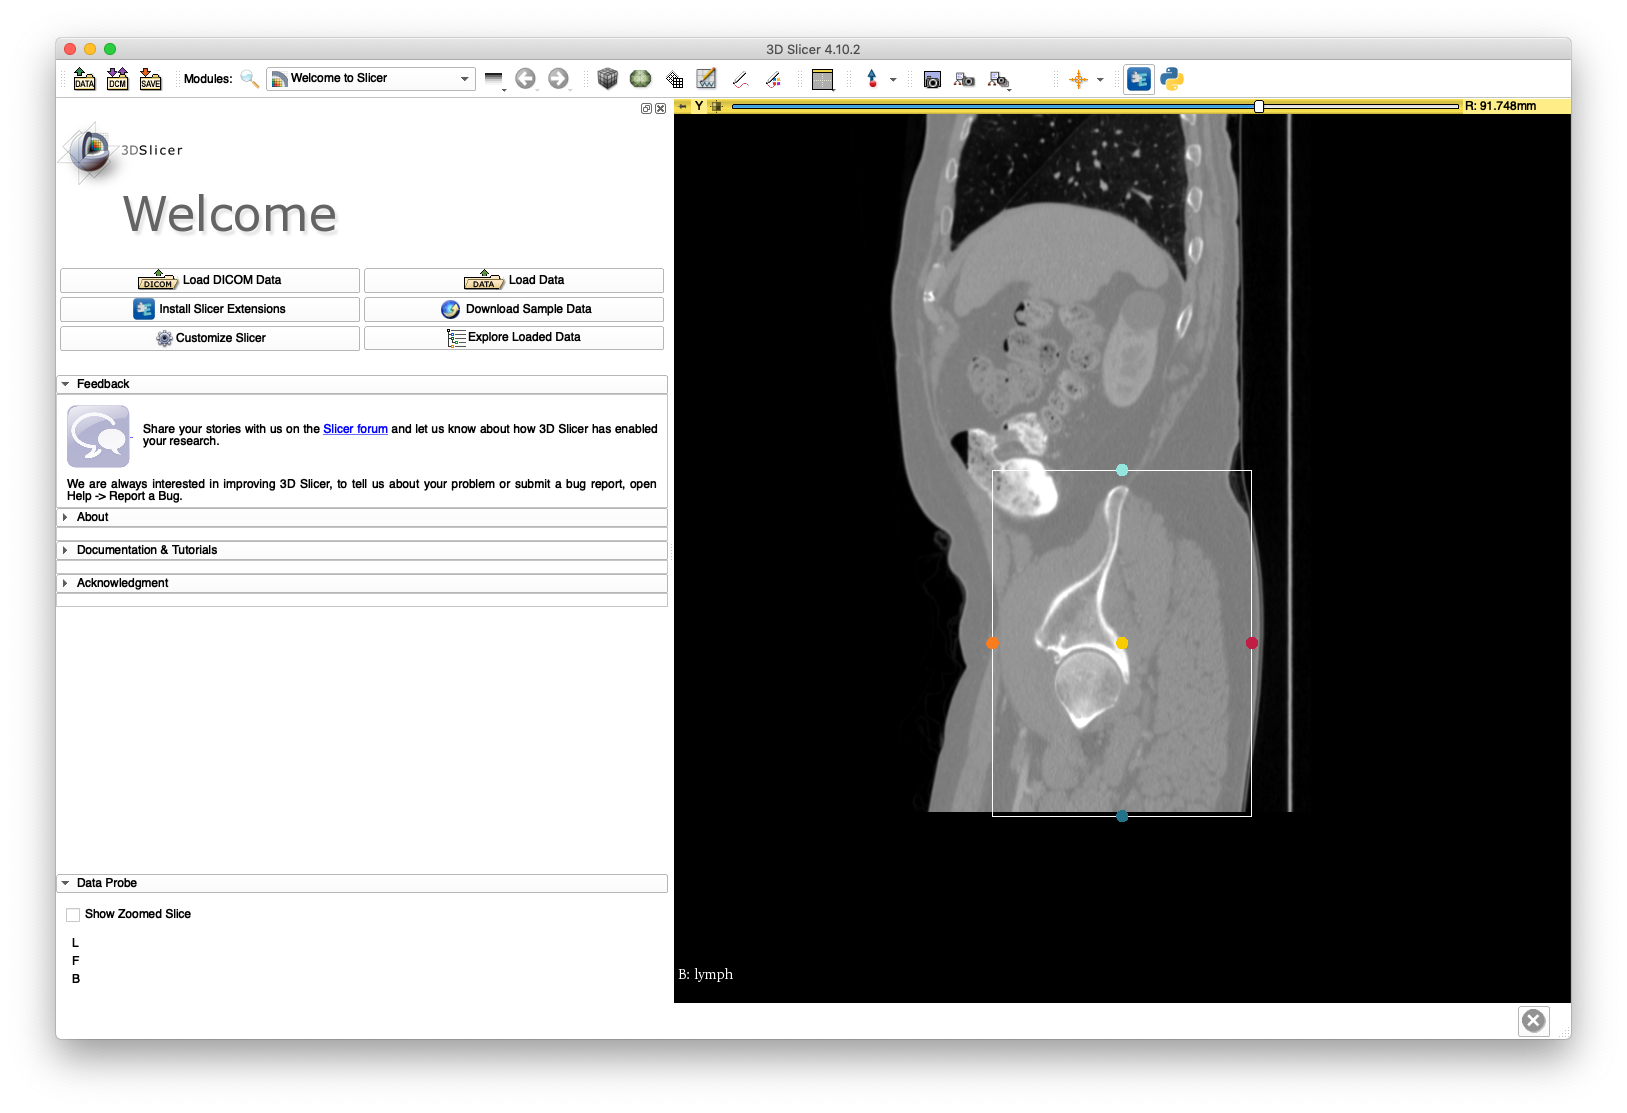 3D Slicer 4.10.2
DATA DCM SAVE Modules: Welcome to Slicer
Y R: 91.748mm
3DSlicer
Welcome
DICOM Load DICOM Data DATA Load Data
Install Slicer Extensions Download Sample Data
Customize Slicer Explore Loaded Data
Feedback
Share your stories with us on the Slicer forum and let us know about how 3D Slicer has enabled
your research.
We are always interested in improving 3D Slicer, to tell us about your problem or submit a bug report, open
Help -> Report a Bug.
About
Documentation & Tutorials
Acknowledgment
Data Probe
Show Zoomed Slice
L
F
B
B: lymph